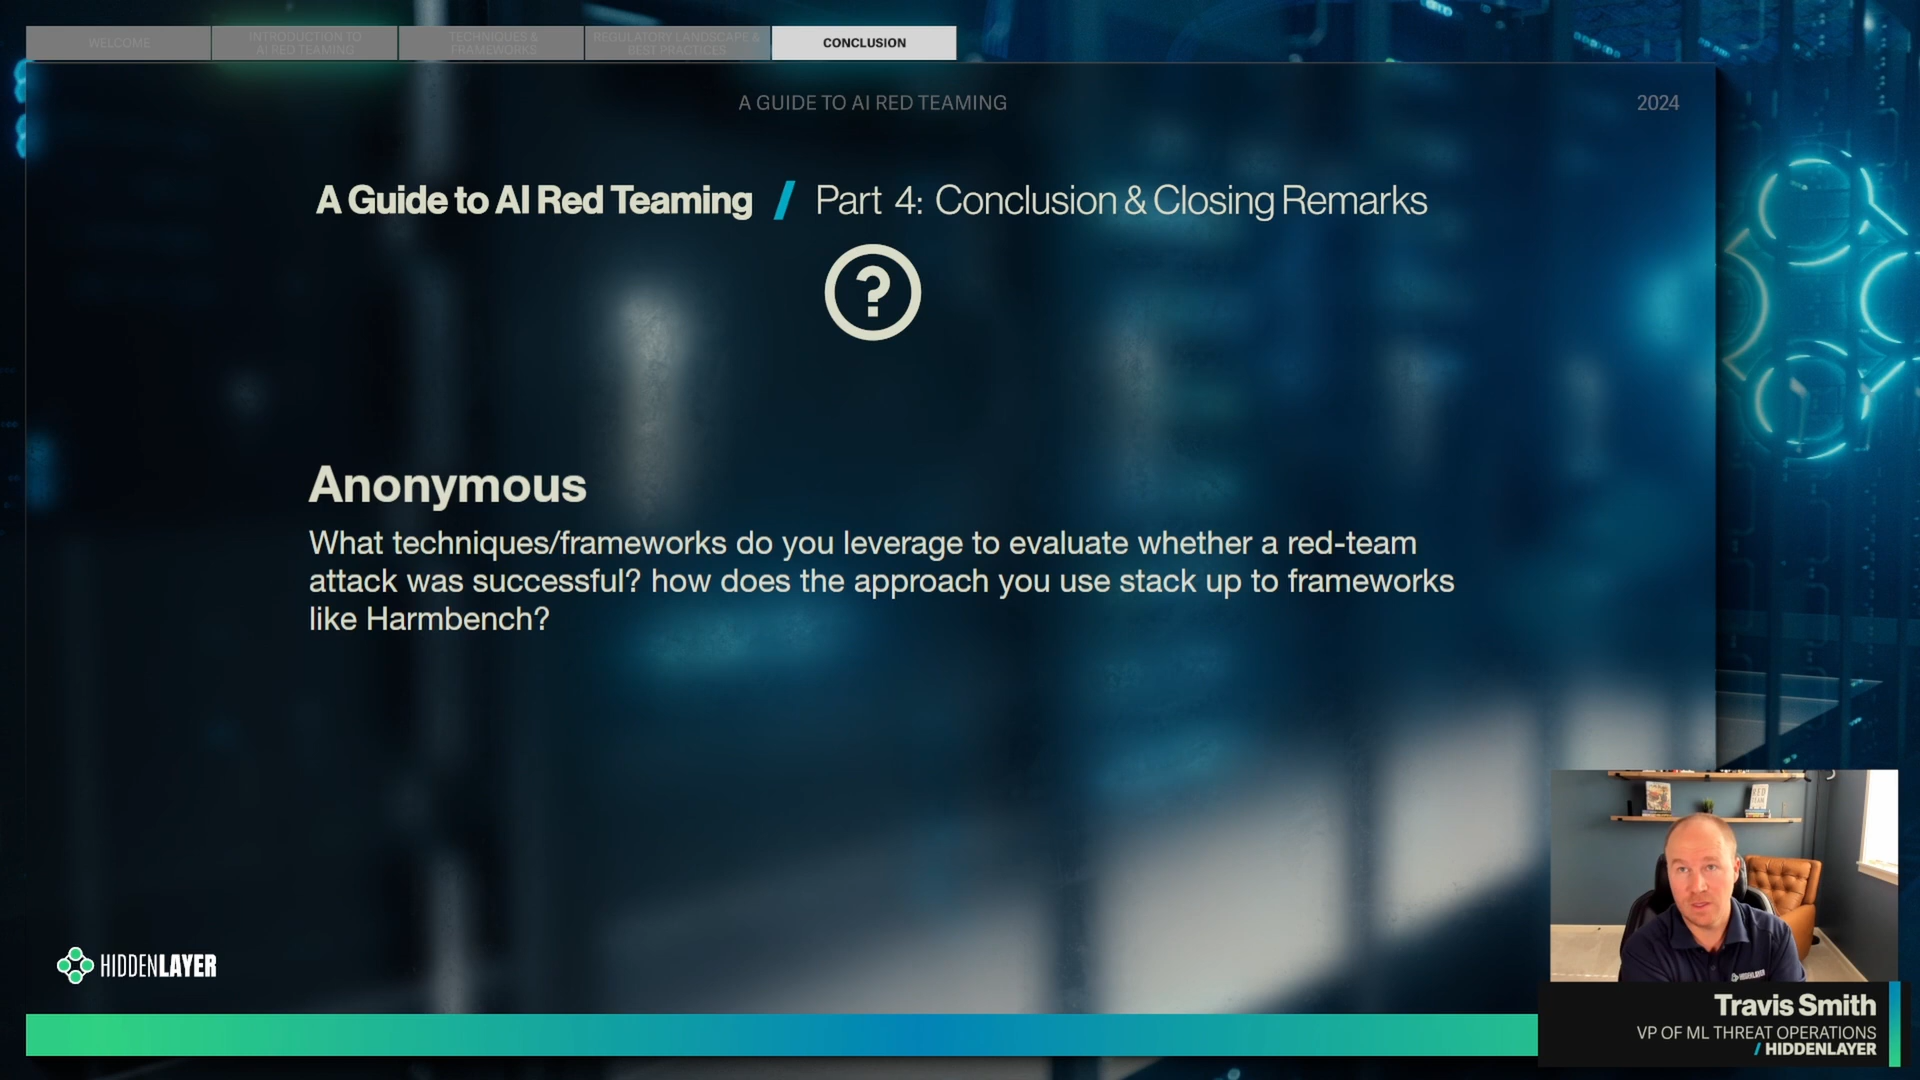 WELCOME
INTRODUCTION TO
AI RED TEAMING
TECHNIQUES &
FRAMEWORKS
REGULATORY LANDSCAPE &
BEST PRACTICES
CONCLUSION
A GUIDE TO AI RED TEAMING
2024
A Guide to AI Red Teaming / Part 4: Conclusion & Closing Remarks
?
Anonymous
What techniques/frameworks do you leverage to evaluate whether a red-team
attack was successful? how does the approach you use stack up to frameworks
like Harmbench?
HIDDENLAYER
RED
TEAM
HIDDENLAYER
Travis Smith
VP OF ML THREAT OPERATIONS
/ HIDDENLAYER